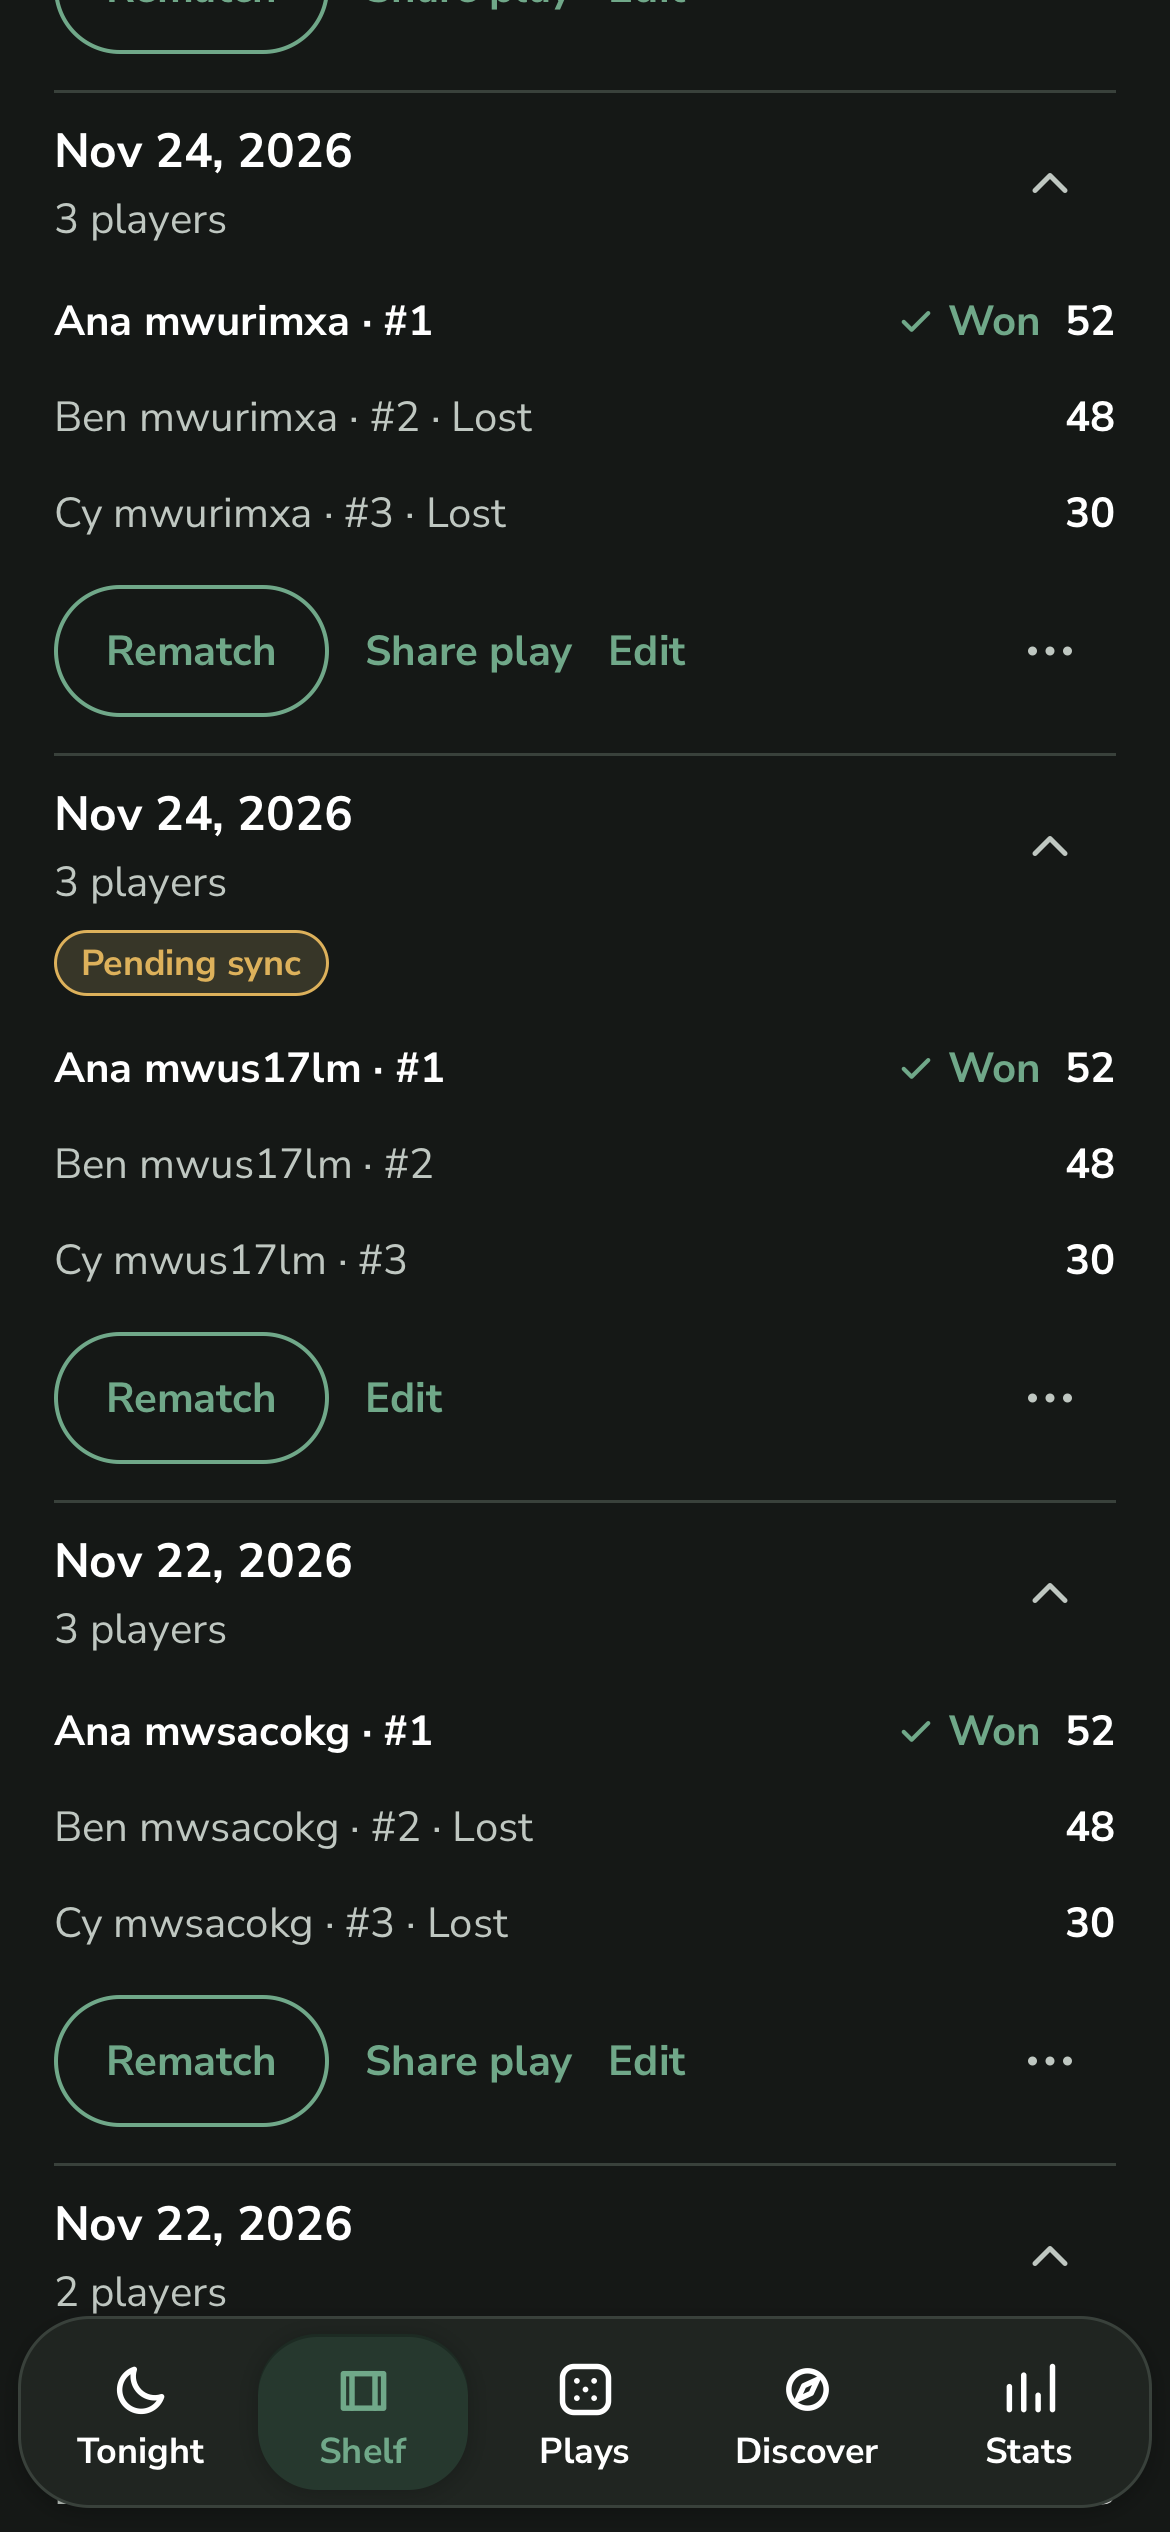 Rematch Share play Edit
Nov 24, 2026
3 players
Ana mwurimxa · #1 Won 52
Ben mwurimxa · #2 · Lost 48
Cy mwurimxa · #3 · Lost 30
Rematch Share play Edit
Nov 24, 2026
3 players
Pending sync
Ana mwus17lm · #1 Won 52
Ben mwus17lm · #2 48
Cy mwus17lm · #3 30
Rematch Edit
Nov 22, 2026
3 players
Ana mwsacokg · #1 Won 52
Ben mwsacokg · #2 · Lost 48
Cy mwsacokg · #3 · Lost 30
Rematch Share play Edit
Nov 22, 2026
2 players
Tonight Shelf Plays Discover Stats